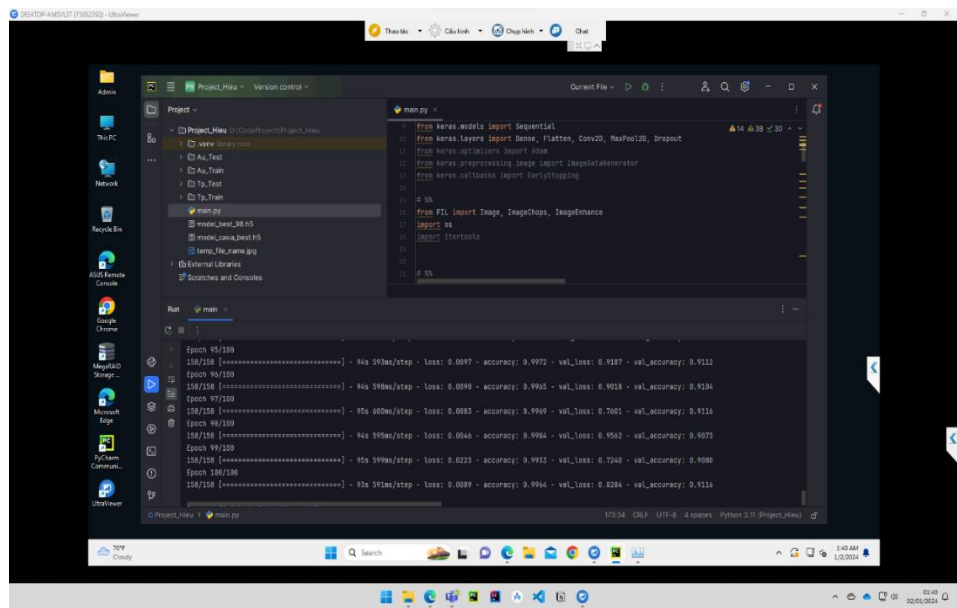 DESKTOP-AMSVL3T (75652392) - UltraViewer
Thao tác
Cấu hình
Chụp hình
Chat
Admin
This PC
Network
Recycle Bin
ASUS Remote
Console
Google
Chrome
MegaRAID
Storage ...
Microsoft
Edge
PyCharm
Communi...
UltraViewer
PH Project_Hieu
Version control
Current File
Project
Project_Hieu D:\CodeProject\Project_Hieu
.venv library root
Au_Test
Au_Train
Tp_Test
Tp_Train
main.py
model_best_98.h5
model_casia_best.h5
temp_file_name.jpg
External Libraries
Scratches and Consoles
main.py
14 38 30
from keras.models import Sequential
from keras.layers import Dense, Flatten, Conv2D, MaxPool2D, Dropout
from keras.optimizers import Adam
from keras.preprocessing.image import ImageDataGenerator
from keras.callbacks import EarlyStopping
# %%
from PIL import Image, ImageChops, ImageEnhance
import os
import itertools
# %%
Run main
Epoch 95/100
158/158 [==============================] - 94s 593ms/step - loss: 0.0097 - accuracy: 0.9972 - val_loss: 0.9187 - val_accuracy: 0.9112
Epoch 96/100
158/158 [==============================] - 94s 598ms/step - loss: 0.0090 - accuracy: 0.9965 - val_loss: 0.9018 - val_accuracy: 0.9104
Epoch 97/100
158/158 [==============================] - 95s 600ms/step - loss: 0.0083 - accuracy: 0.9969 - val_loss: 0.7601 - val_accuracy: 0.9116
Epoch 98/100
158/158 [==============================] - 94s 595ms/step - loss: 0.0046 - accuracy: 0.9984 - val_loss: 0.9562 - val_accuracy: 0.9073
Epoch 99/100
158/158 [==============================] - 95s 599ms/step - loss: 0.0223 - accuracy: 0.9933 - val_loss: 0.7240 - val_accuracy: 0.9080
Epoch 100/100
158/158 [==============================] - 93s 591ms/step - loss: 0.0089 - accuracy: 0.9964 - val_loss: 0.8284 - val_accuracy: 0.9116
Project_Hieu > main.py
173:34 CRLF UTF-8 4 spaces Python 3.11 (Project_Hieu)
70°F
Cloudy
Search
1:40 AM
1/2/2024
01:43
02/01/2024